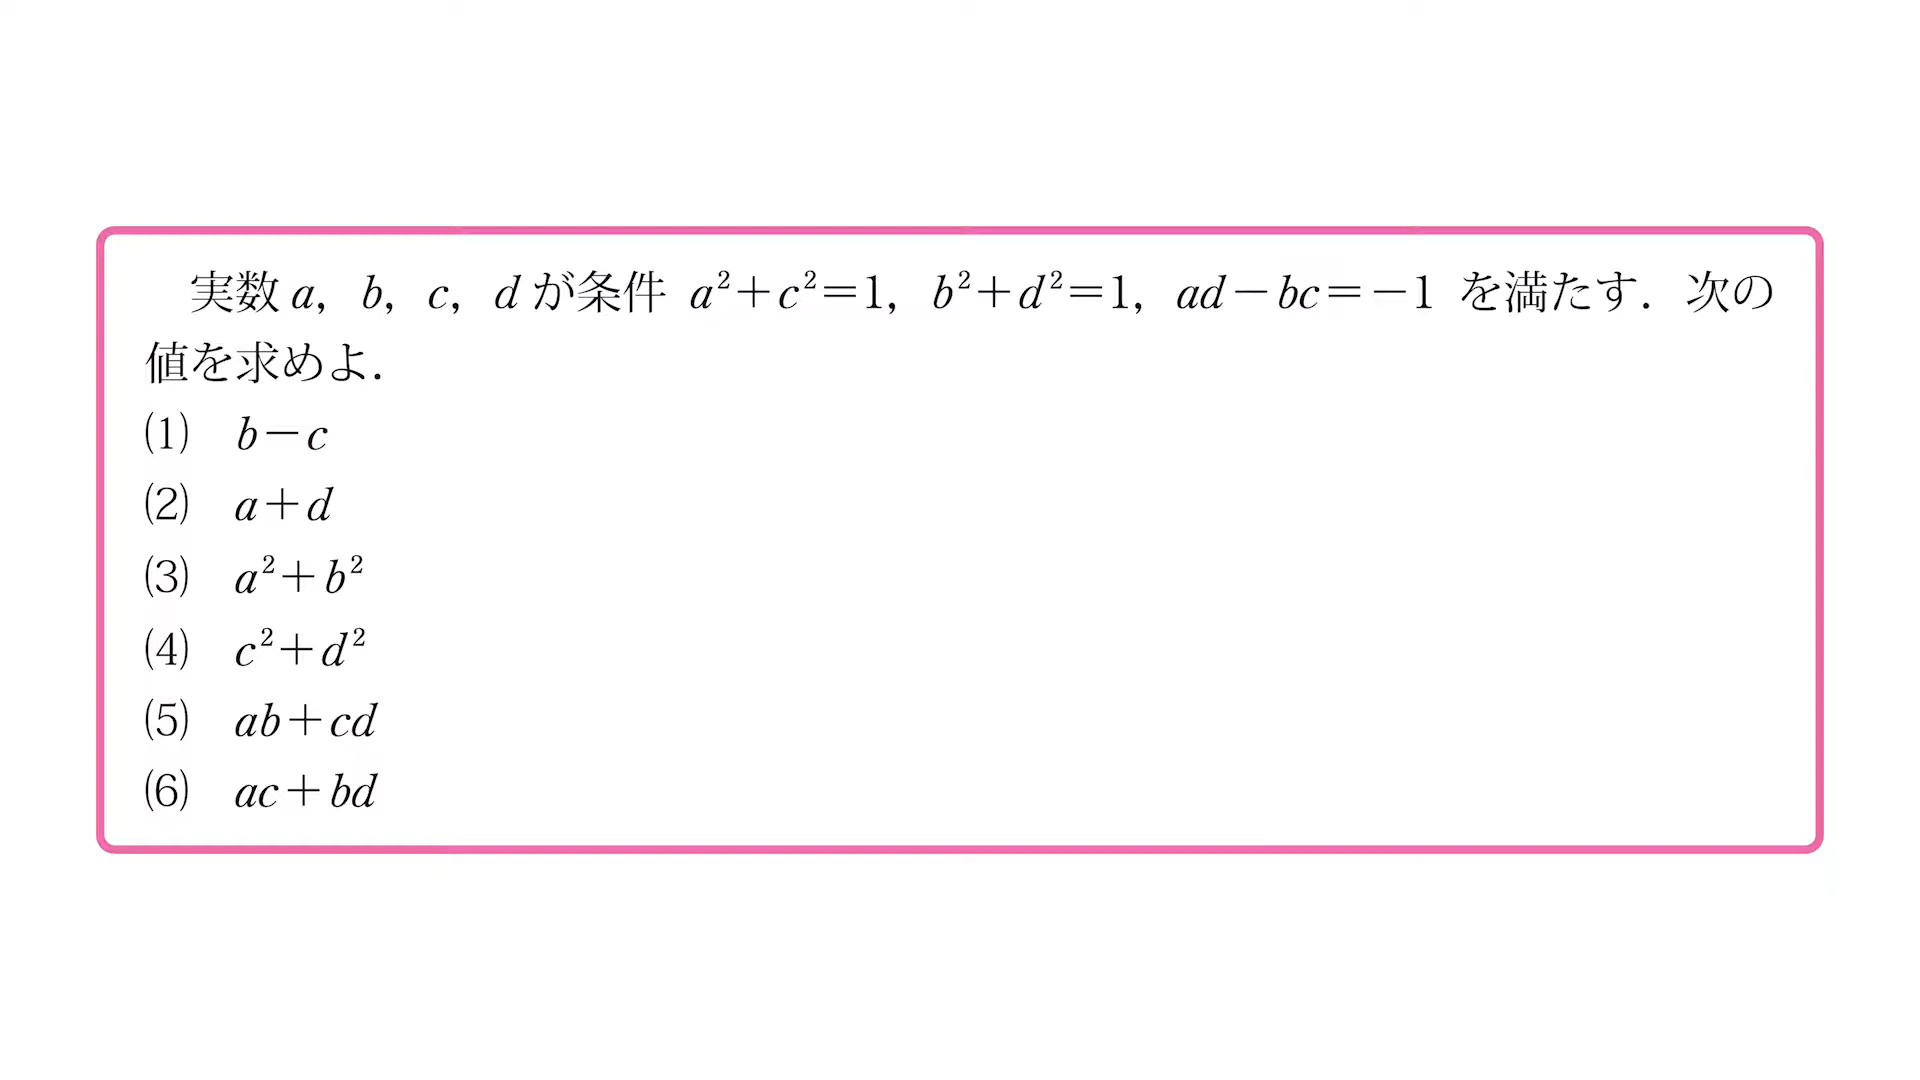 実数 a, b, c, d が条件 a²+c²=1, b²+d²=1, ad−bc=−1 を満たす. 次の
値を求めよ.
(1) b−c
(2) a+d
(3) a²+b²
(4) c²+d²
(5) ab+cd
(6) ac+bd